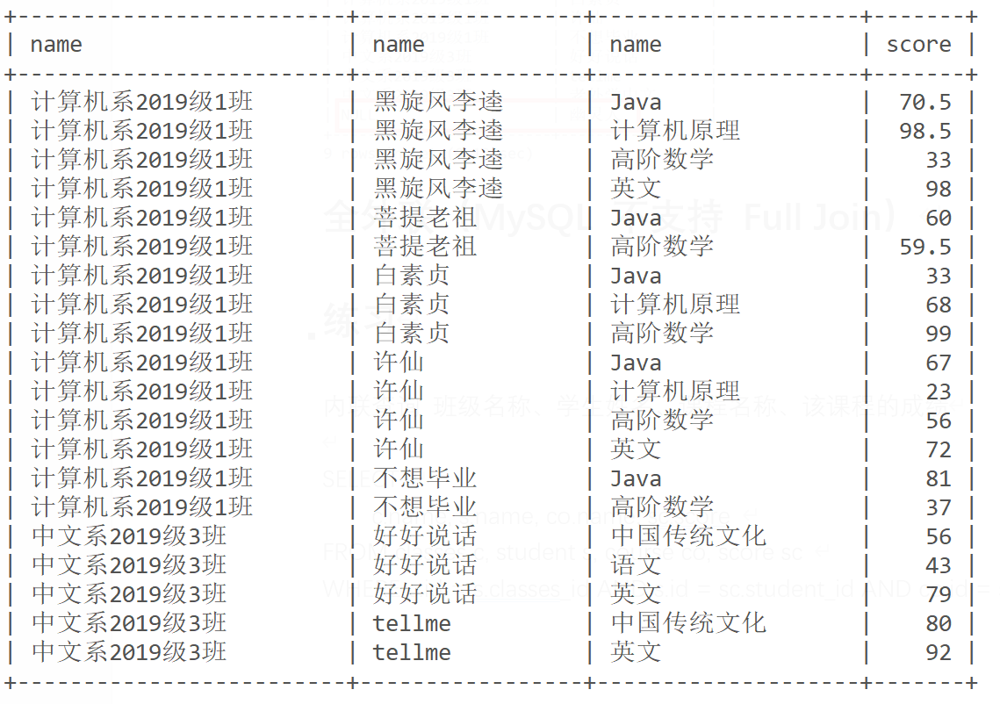 +-------------------------+-----------------+--------------------+-------+
| name | name | name | score |
+-------------------------+-----------------+--------------------+-------+
| 计算机系2019级1班 | 黑旋风李逵 | Java | 70.5 |
| 计算机系2019级1班 | 黑旋风李逵 | 计算机原理 | 98.5 |
| 计算机系2019级1班 | 黑旋风李逵 | 高阶数学 | 33 |
| 计算机系2019级1班 | 黑旋风李逵 | 英文 | 98 |
| 计算机系2019级1班 | 菩提老祖 | Java | 60 |
| 计算机系2019级1班 | 菩提老祖 | 高阶数学 | 59.5 |
| 计算机系2019级1班 | 白素贞 | Java | 33 |
| 计算机系2019级1班 | 白素贞 | 计算机原理 | 68 |
| 计算机系2019级1班 | 白素贞 | 高阶数学 | 99 |
| 计算机系2019级1班 | 许仙 | Java | 67 |
| 计算机系2019级1班 | 许仙 | 计算机原理 | 23 |
| 计算机系2019级1班 | 许仙 | 高阶数学 | 56 |
| 计算机系2019级1班 | 许仙 | 英文 | 72 |
| 计算机系2019级1班 | 不想毕业 | Java | 81 |
| 计算机系2019级1班 | 不想毕业 | 高阶数学 | 37 |
| 中文系2019级3班 | 好好说话 | 中国传统文化 | 56 |
| 中文系2019级3班 | 好好说话 | 语文 | 43 |
| 中文系2019级3班 | 好好说话 | 英文 | 79 |
| 中文系2019级3班 | tellme | 中国传统文化 | 80 |
| 中文系2019级3班 | tellme | 英文 | 92 |
+-------------------------+-----------------+--------------------+-------+